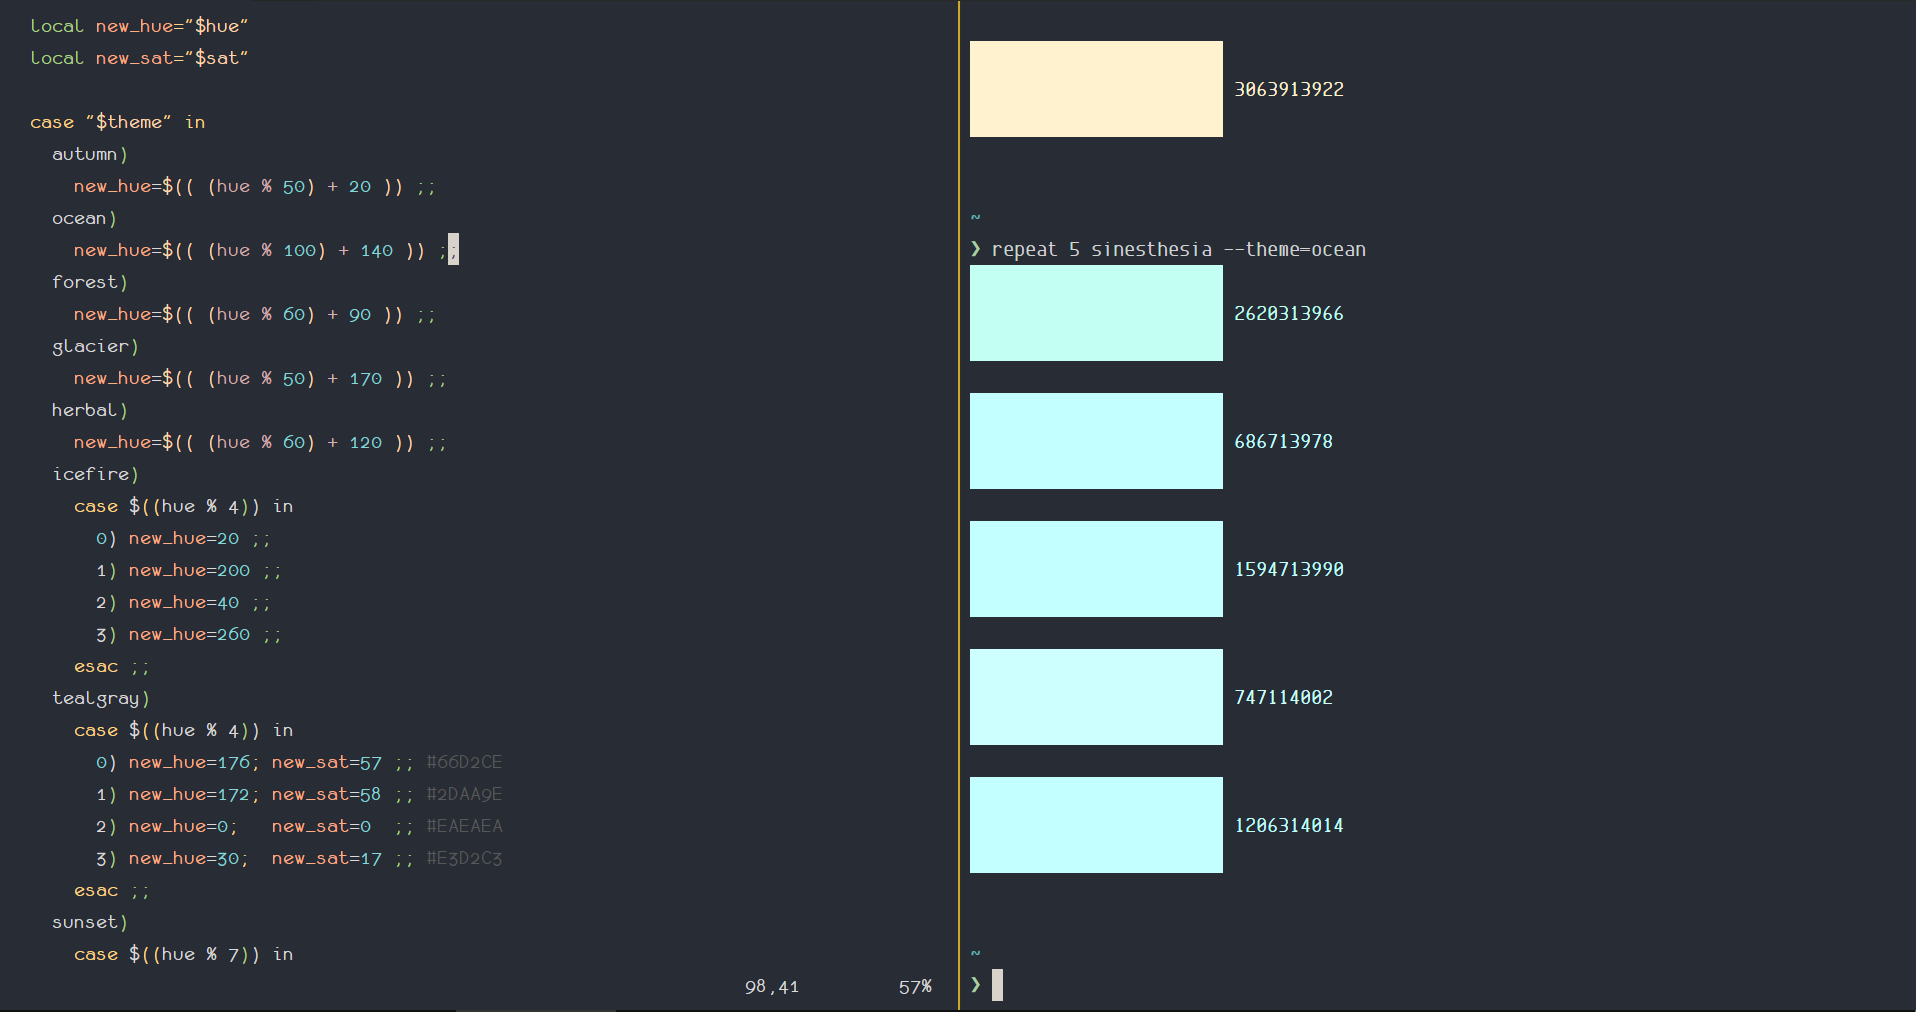 local new_hue="$hue"
local new_sat="$sat"
case "$theme" in
autumn)
new_hue=$(( (hue % 50) + 20 )) ;;
ocean)
new_hue=$(( (hue % 100) + 140 )) ;;
forest)
new_hue=$(( (hue % 60) + 90 )) ;;
glacier)
new_hue=$(( (hue % 50) + 170 )) ;;
herbal)
new_hue=$(( (hue % 60) + 120 )) ;;
icefire)
case $((hue % 4)) in
0) new_hue=20 ;;
1) new_hue=200 ;;
2) new_hue=40 ;;
3) new_hue=260 ;;
esac ;;
tealgray)
case $((hue % 4)) in
0) new_hue=176; new_sat=57 ;; #66D2CE
1) new_hue=172; new_sat=58 ;; #2DAA9E
2) new_hue=0;   new_sat=0  ;; #EAEAEA
3) new_hue=30;  new_sat=17 ;; #E3D2C3
esac ;;
sunset)
case $((hue % 7)) in
98,41 57%
3063913922
~
❯ repeat 5 sinesthesia --theme=ocean
2620313966
686713978
1594713990
747114002
1206314014
~
❯